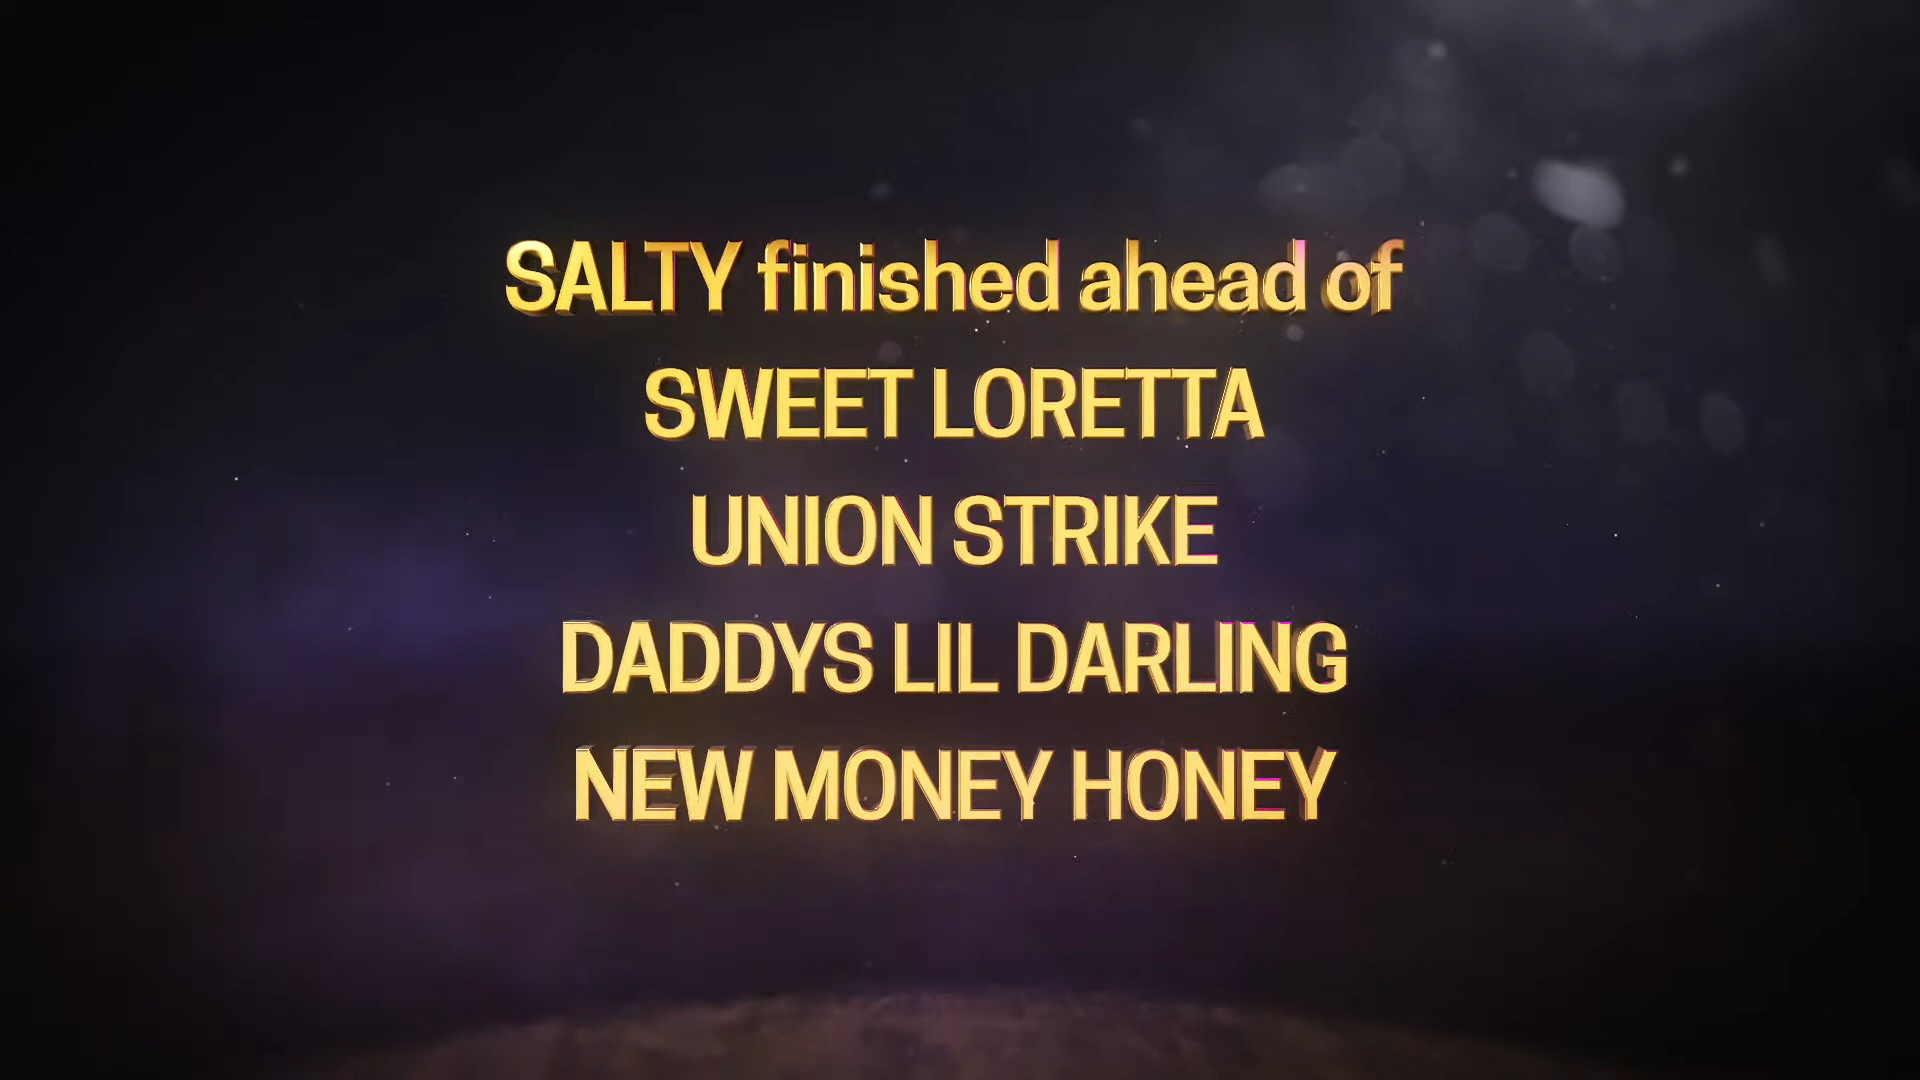 SALTY finished ahead of
SWEET LORETTA
UNION STRIKE
DADDYS LIL DARLING
NEW MONEY HONEY